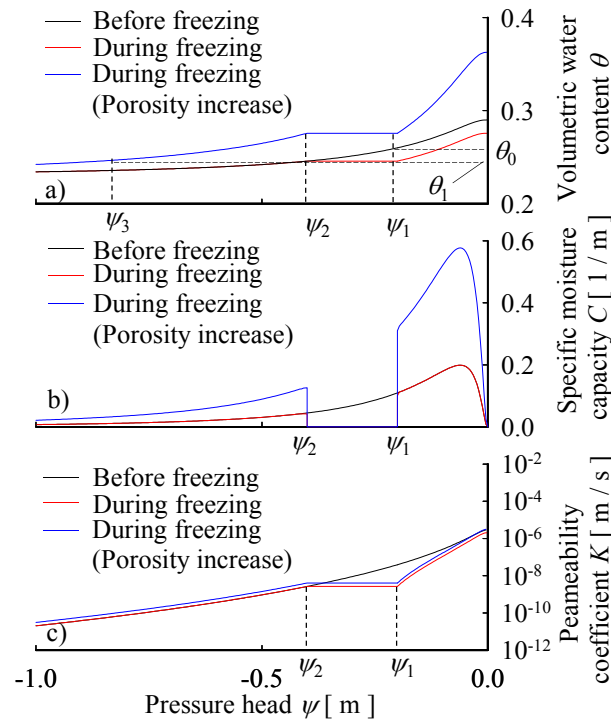 Before freezing
During freezing
During freezing
(Porosity increase)
0.4
0.3
0.2
Volumetric water
content θ
θ₀
θ₁
a)
ψ₃
ψ₂
ψ₁
Before freezing
During freezing
During freezing
(Porosity increase)
0.6
0.4
0.2
0.0
Specific moisture
capacity C [ 1 / m ]
b)
ψ₂
ψ₁
Before freezing
During freezing
During freezing
(Porosity increase)
10⁻²
10⁻⁴
10⁻⁶
10⁻⁸
10⁻¹⁰
10⁻¹²
Peameability
coefficient K [ m / s ]
c)
ψ₂
ψ₁
-1.0
-0.5
0.0
Pressure head ψ [ m ]